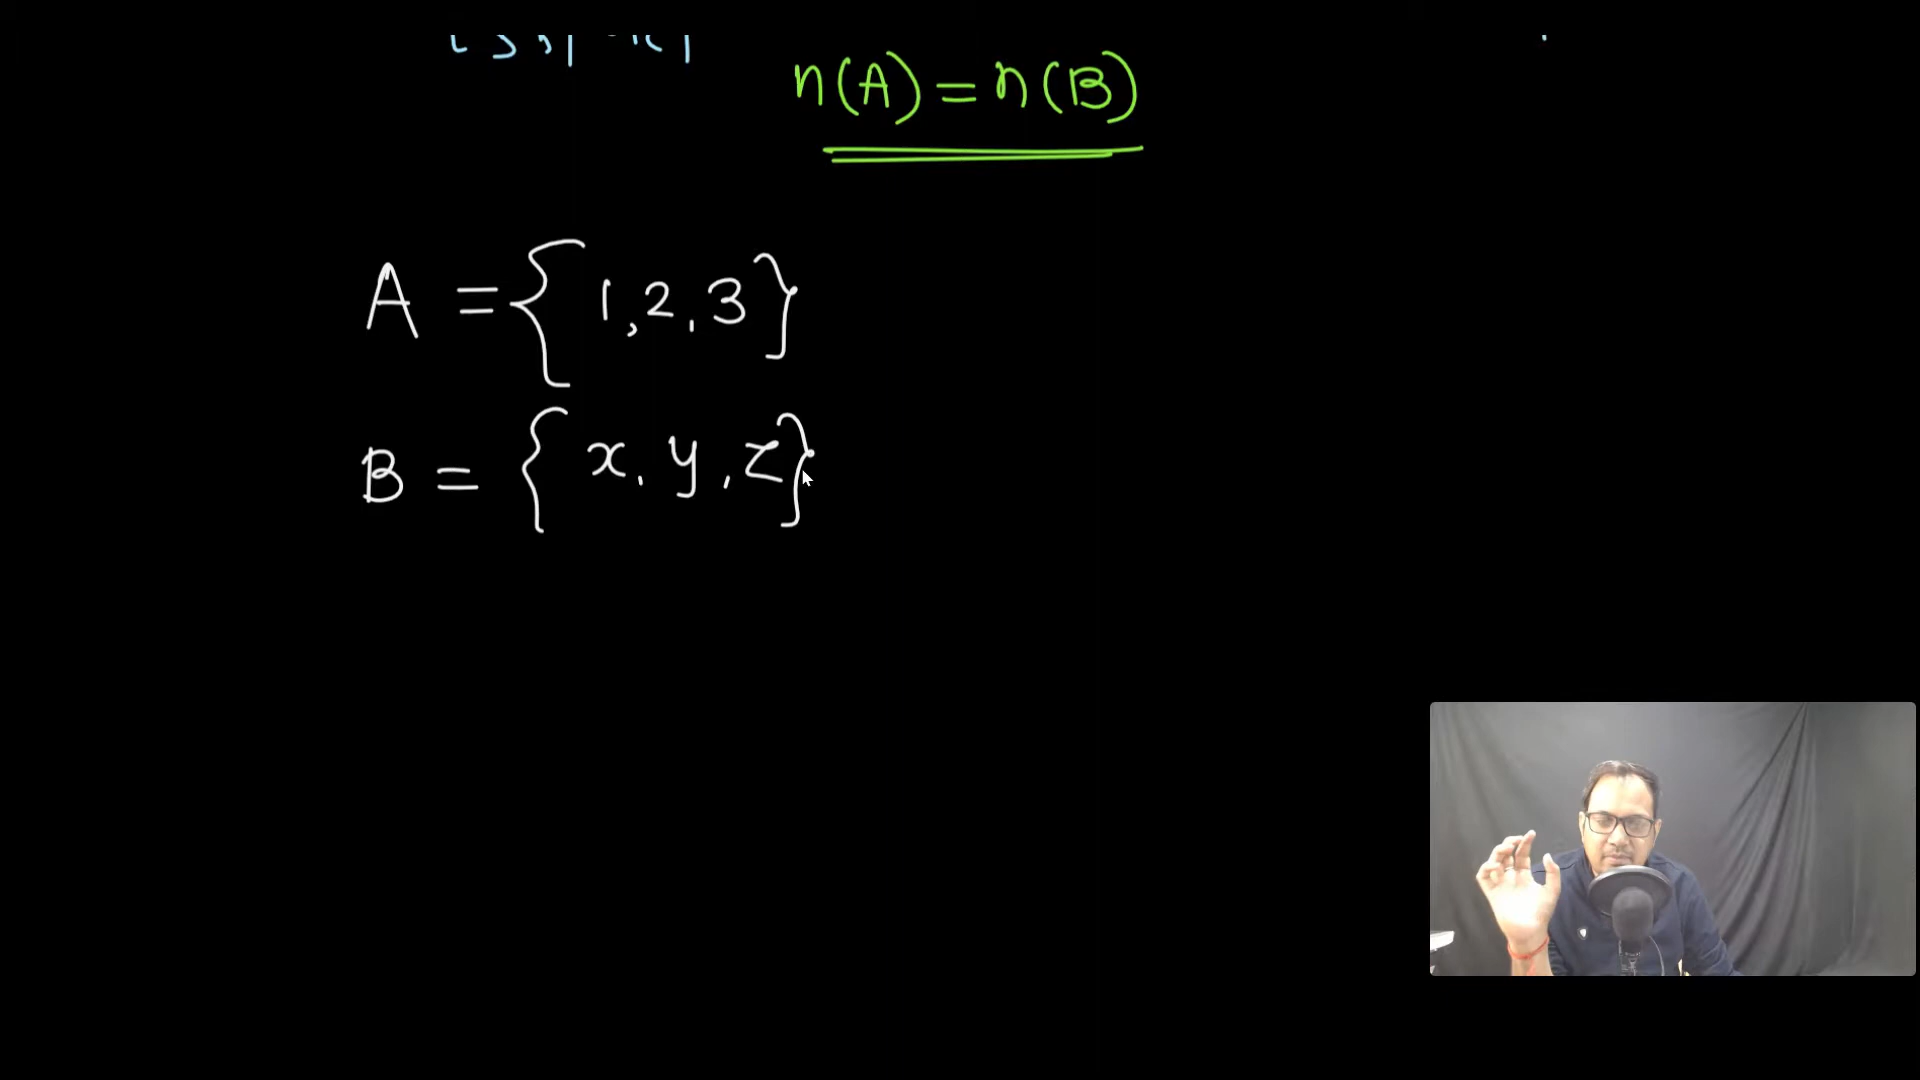 n(A) = n(B)
A = { 1, 2, 3 }
B = { x, y, z }